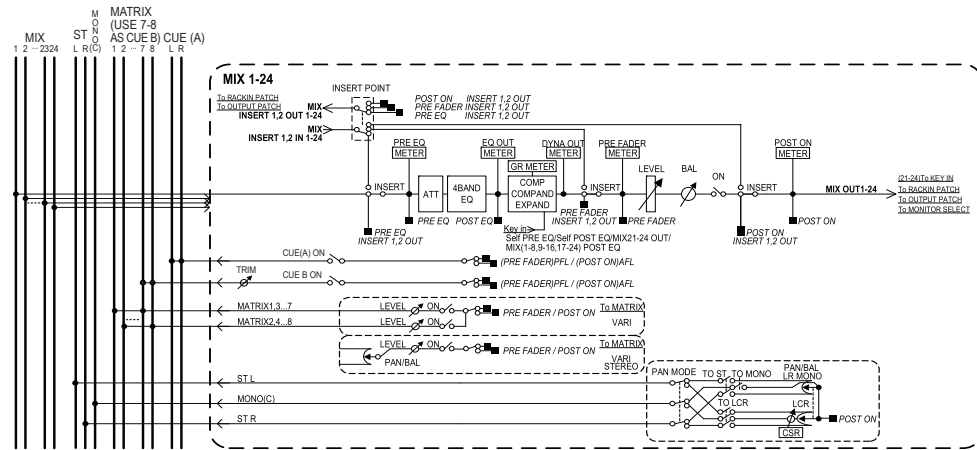 MIX
1 2 ··· 2324
ST
L R
MONO
(C)
MATRIX
(USE 7-8
AS CUE B)
1 2 ··· 7 8
CUE (A)
L R
MIX 1-24
INSERT POINT
To RACKIN PATCH
To OUTPUT PATCH
MIX
INSERT 1,2 OUT 1-24
MIX
INSERT 1,2 IN 1-24
POST ON INSERT 1,2 OUT
PRE FADER INSERT 1,2 OUT
PRE EQ INSERT 1,2 OUT
PRE EQ
METER
EQ OUT
METER
DYNA OUT
METER
PRE FADER
METER
POST ON
METER
GR METER
INSERT
ATT
4BAND
EQ
COMP
COMPAND
EXPAND
INSERT
LEVEL
BAL
ON
INSERT
MIX OUT1-24
(21-24)To KEY IN
To RACKIN PATCH
To OUTPUT PATCH
To MONITOR SELECT
PRE EQ
POST EQ
PRE FADER
INSERT 1,2 OUT
PRE FADER
POST ON
PRE EQ
INSERT 1,2 OUT
POST ON
INSERT 1,2 OUT
Key in
Self PRE EQ/Self POST EQ/MIX21-24 OUT/
MIX(1-8,9-16,17-24) POST EQ
CUE(A) ON
(PRE FADER)PFL / (POST ON)AFL
TRIM
CUE B ON
(PRE FADER)PFL / (POST ON)AFL
MATRIX1,3...7
LEVEL
ON
PRE FADER / POST ON
To MATRIX
VARI
MATRIX2,4...8
LEVEL
ON
LEVEL
ON
PAN/BAL
PRE FADER / POST ON
To MATRIX
VARI
STEREO
ST L
MONO(C)
ST R
PAN MODE
TO ST
TO MONO
PAN/BAL
LR MONO
TO LCR
LCR
CSR
POST ON